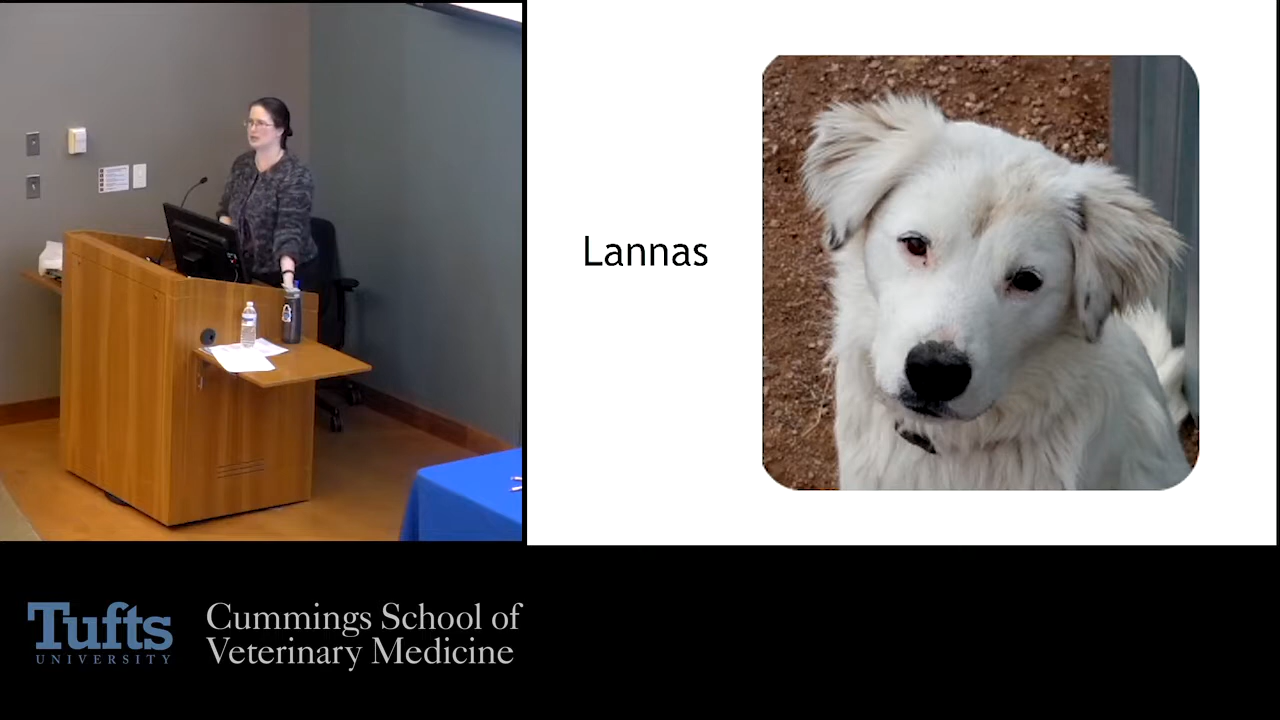 Lannas
Tufts
UNIVERSITY
Cummings School of
Veterinary Medicine